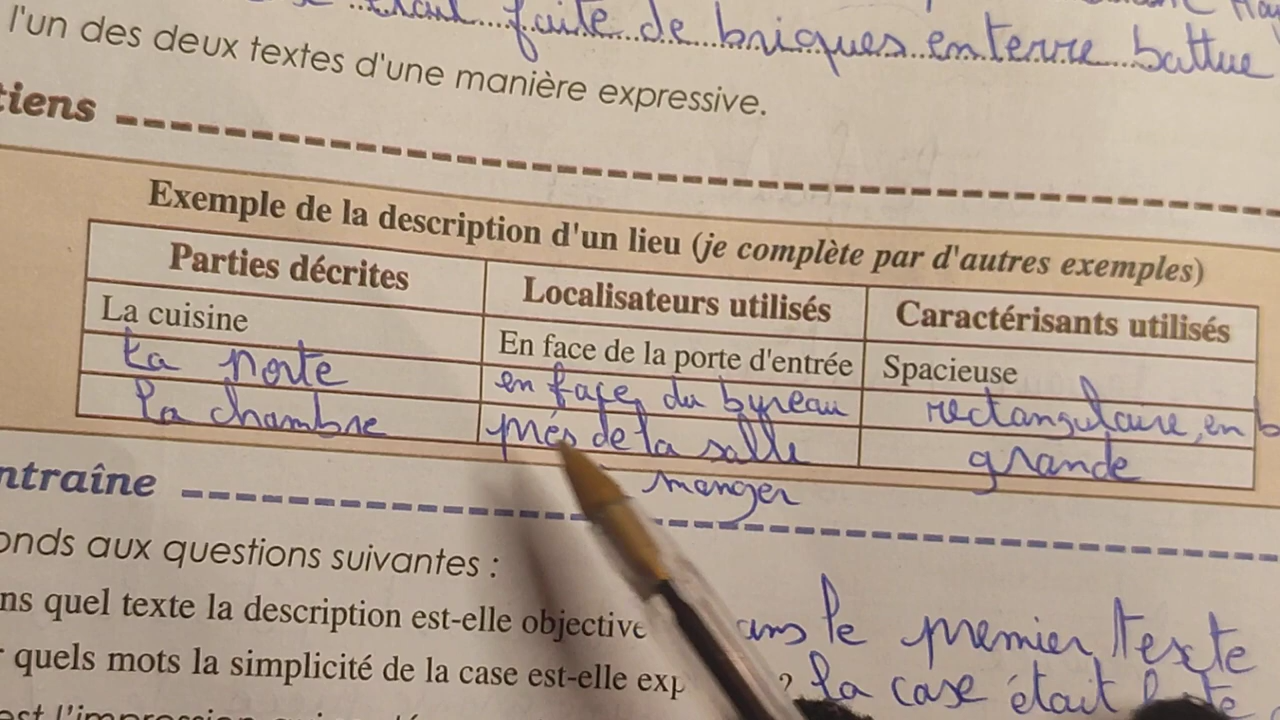 faite de briques en terre battue
l'un des deux textes d'une manière expressive.
tiens
Exemple de la description d'un lieu (je complète par d'autres exemples)
Parties décrites Localisateurs utilisés Caractérisants utilisés
La cuisine En face de la porte d'entrée Spacieuse
La porte en face du bureau rectangulaire, en b
la chambre près de la salle grande
manger
ntraîne
onds aux questions suivantes :
ns quel texte la description est-elle objective ans le premier texte
quels mots la simplicité de la case est-elle exp ? la case était
est l'impression